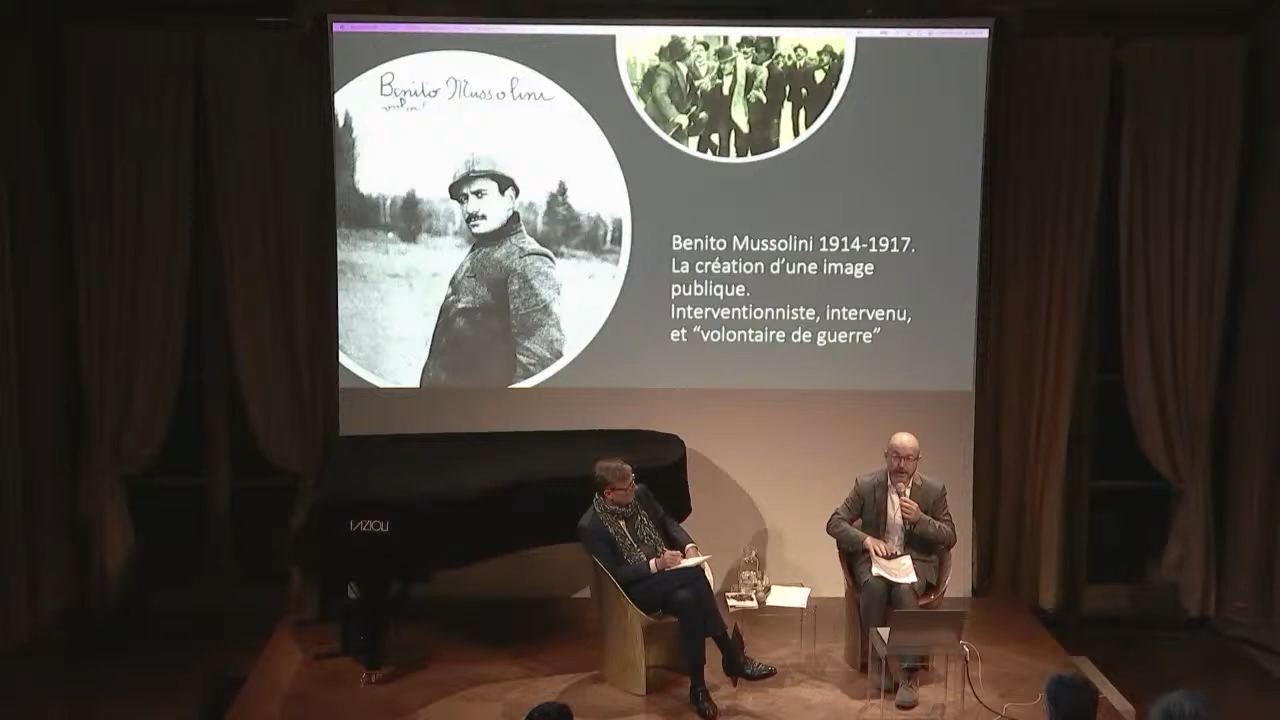 Benito Mussolini
Benito Mussolini 1914-1917.
La création d’une image
publique.
Interventionniste, intervenu,
et “volontaire de guerre”
FAZIOLI